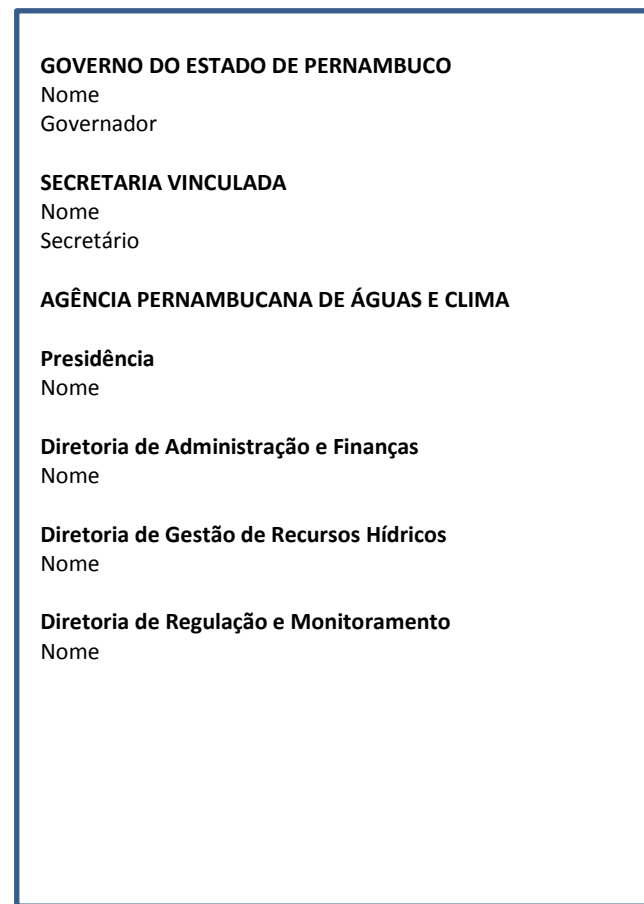 GOVERNO DO ESTADO DE PERNAMBUCO
Nome
Governador
SECRETARIA VINCULADA
Nome
Secretário
AGÊNCIA PERNAMBUCANA DE ÁGUAS E CLIMA
Presidência
Nome
Diretoria de Administração e Finanças
Nome
Diretoria de Gestão de Recursos Hídricos
Nome
Diretoria de Regulação e Monitoramento
Nome